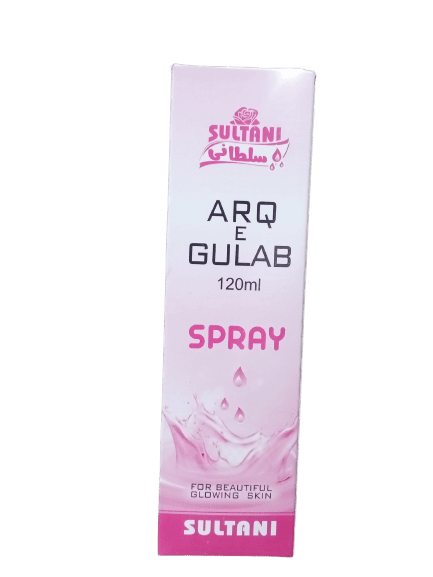 SULTANI
سلطانی
ARQ
E
GULAB
120ml
SPRAY
FOR BEAUTIFUL
GLOWING SKIN
SULTANI